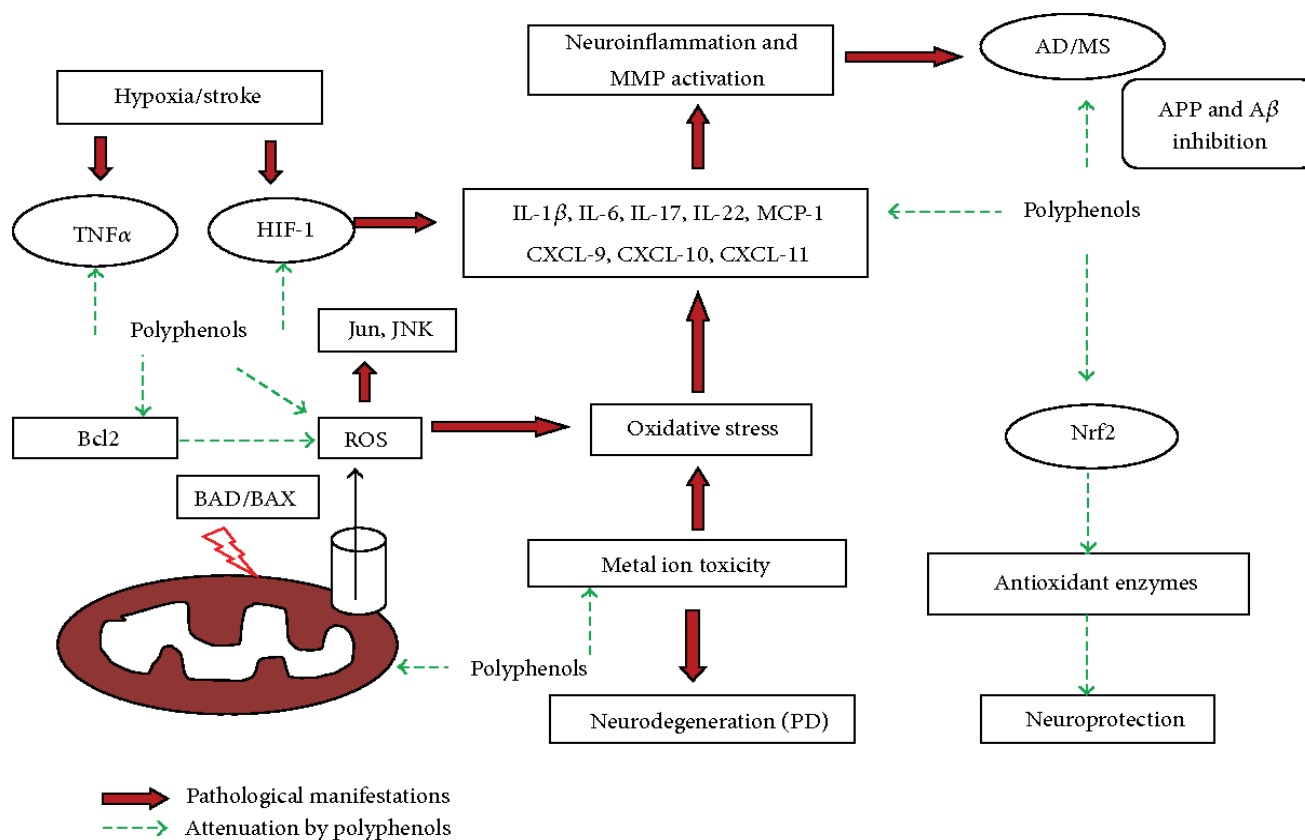 Neuroinflammation and
MMP activation
AD/MS
APP and Aβ
inhibition
Hypoxia/stroke
TNFα
HIF-1
IL-1β, IL-6, IL-17, IL-22, MCP-1
CXCL-9, CXCL-10, CXCL-11
Polyphenols
Polyphenols
Jun, JNK
Bcl2
ROS
Oxidative stress
Nrf2
BAD/BAX
Metal ion toxicity
Antioxidant enzymes
Polyphenols
Neurodegeneration (PD)
Neuroprotection
Pathological manifestations
Attenuation by polyphenols